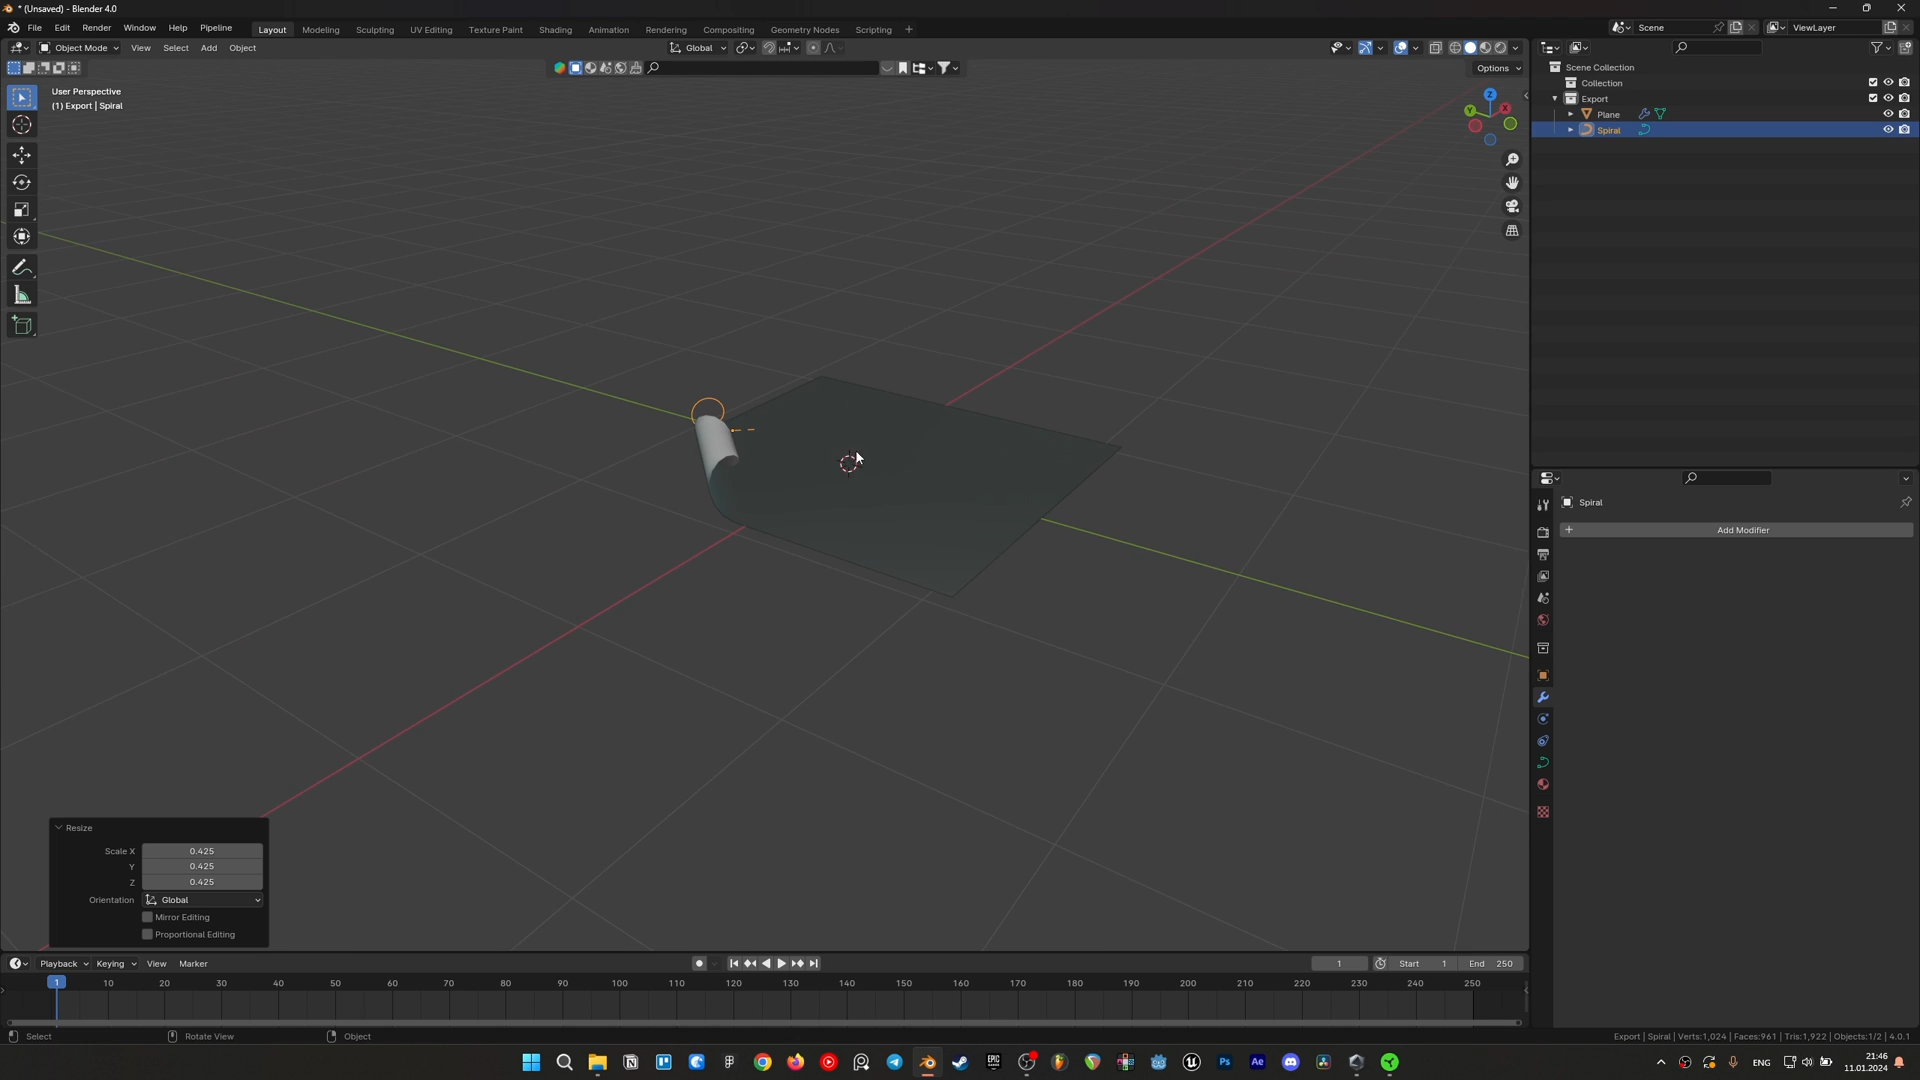 * (Unsaved) - Blender 4.0
File Edit Render Window Help Pipeline
Layout Modeling Sculpting UV Editing Texture Paint Shading Animation Rendering Compositing Geometry Nodes Scripting +
Scene
ViewLayer
Object Mode View Select Add Object
Global
Options
User Perspective
(1) Export | Spiral
Z
Y
X
Scene Collection
Collection
Export
Plane
Spiral
Spiral
+ Add Modifier
Resize
Scale X 0.425
Y 0.425
Z 0.425
Orientation Global
Mirror Editing
Proportional Editing
Playback Keying View Marker
1 Start 1 End 250
1 10 20 30 40 50 60 70 80 90 100 110 120 130 140 150 160 170 180 190 200 210 220 230 240 250
Select Rotate View Object
Export | Spiral | Verts:1,024 | Faces:961 | Tris:1,922 | Objects:1/2 | 4.0.1
EPIC GAMES
Ps
Ae
ENG
21:46
11.01.2024